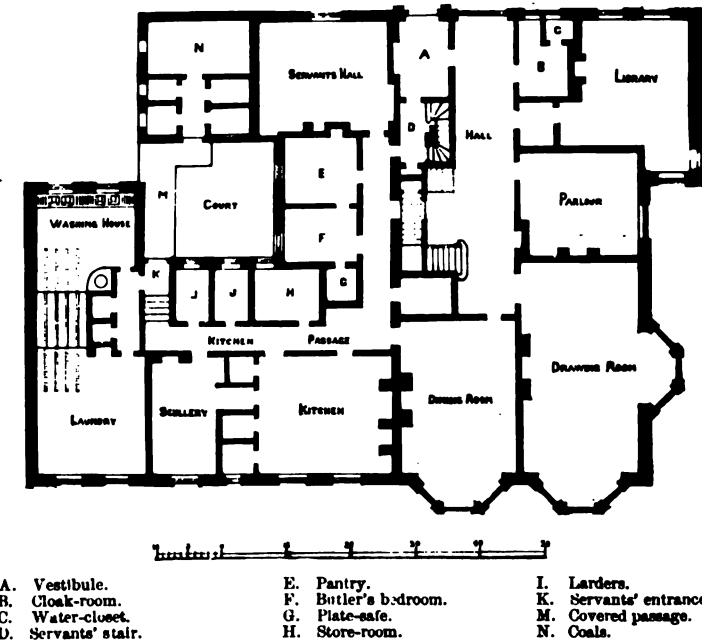 N
SERVANTS HALL
A
C
B
LIBRARY
D
HALL
E
M
COURT
PARLOUR
WASHING HOUSE
F
K
J
J
H
G
KITCHEN PASSAGE
DRAWING ROOM
DINING ROOM
LAUNDRY
SCULLERY
KITCHEN
A. Vestibule.
B. Cloak-room.
C. Water-closet.
D. Servants' stair.
E. Pantry.
F. Butler's bedroom.
G. Plate-safe.
H. Store-room.
I. Larders.
K. Servants' entrance
M. Covered passage.
N. Coals.